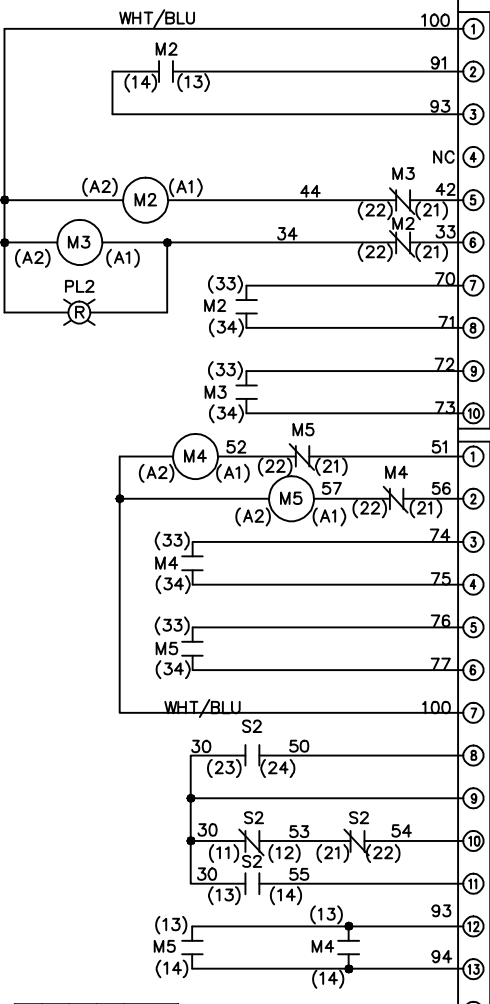 WHT/BLU 100 1
M2
91 2
(14) (13)
93 3
NC 4
M3
(A2) M2 (A1) 44 42 5
(22) (21)
M2
M3 34 33 6
(A2) (A1) (22) (21)
PL2
R
(33) 70 7
M2
(34) 71 8
(33) 72 9
M3
(34) 73 10
M5
M4 52 51 1
(A2) (A1) (22) (21)
M4
M5 57 56 2
(A2) (A1) (22) (21)
(33) 74 3
M4
(34) 75 4
(33) 76 5
M5
(34) 77 6
WHT/BLU 100 7
S2
30 50 8
(23) (24)
9
S2 S2
30 53 54 10
(11) (12) (21) (22)
S2
30 55 11
(13) (14)
(13) (13) 93 12
M5 M4
(14) 94 13
(14)